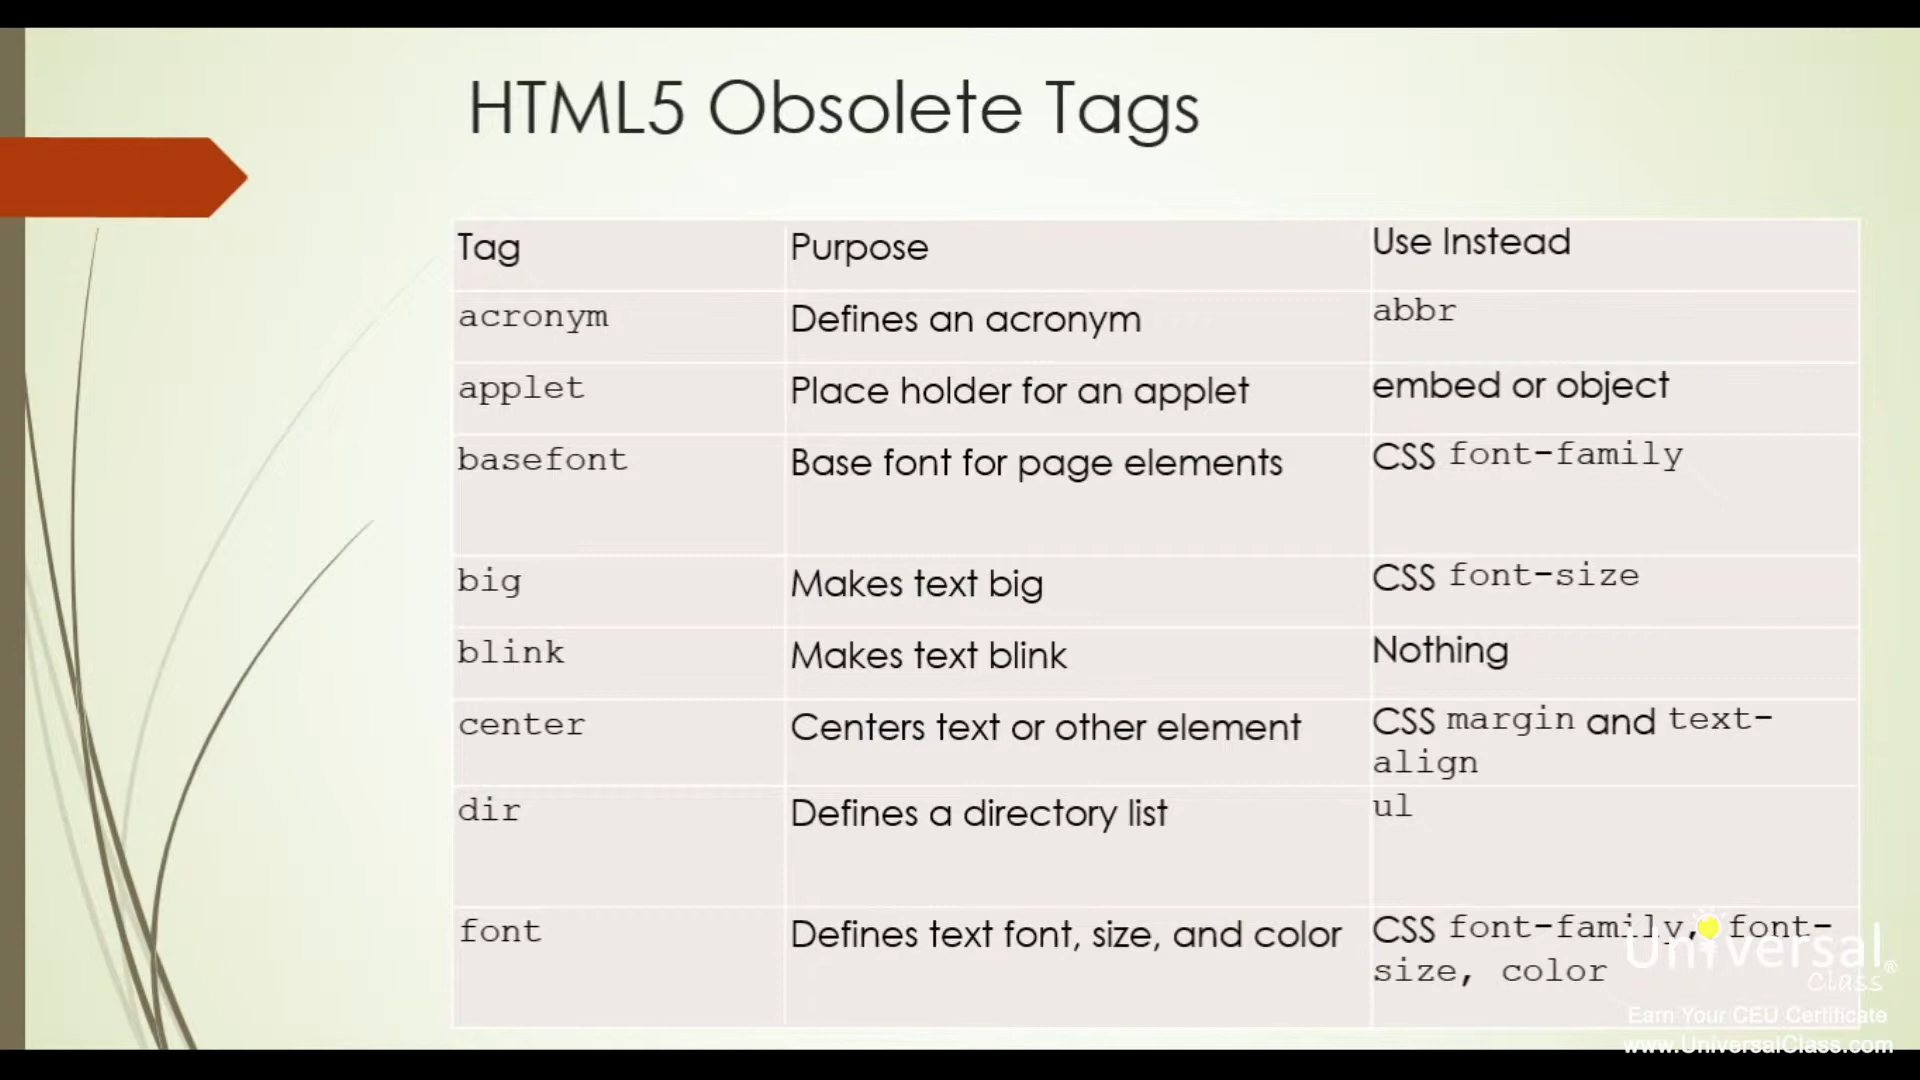 HTML5 Obsolete Tags
Tag Purpose Use Instead
acronym Defines an acronym abbr
applet Place holder for an applet embed or object
basefont Base font for page elements CSS font-family
big Makes text big CSS font-size
blink Makes text blink Nothing
center Centers text or other element CSS margin and text-
align
dir Defines a directory list ul
font Defines text font, size, and color CSS font-family, font-
size, color
Universal
Class®
Earn Your CEU Certificate
www.UniversalClass.com